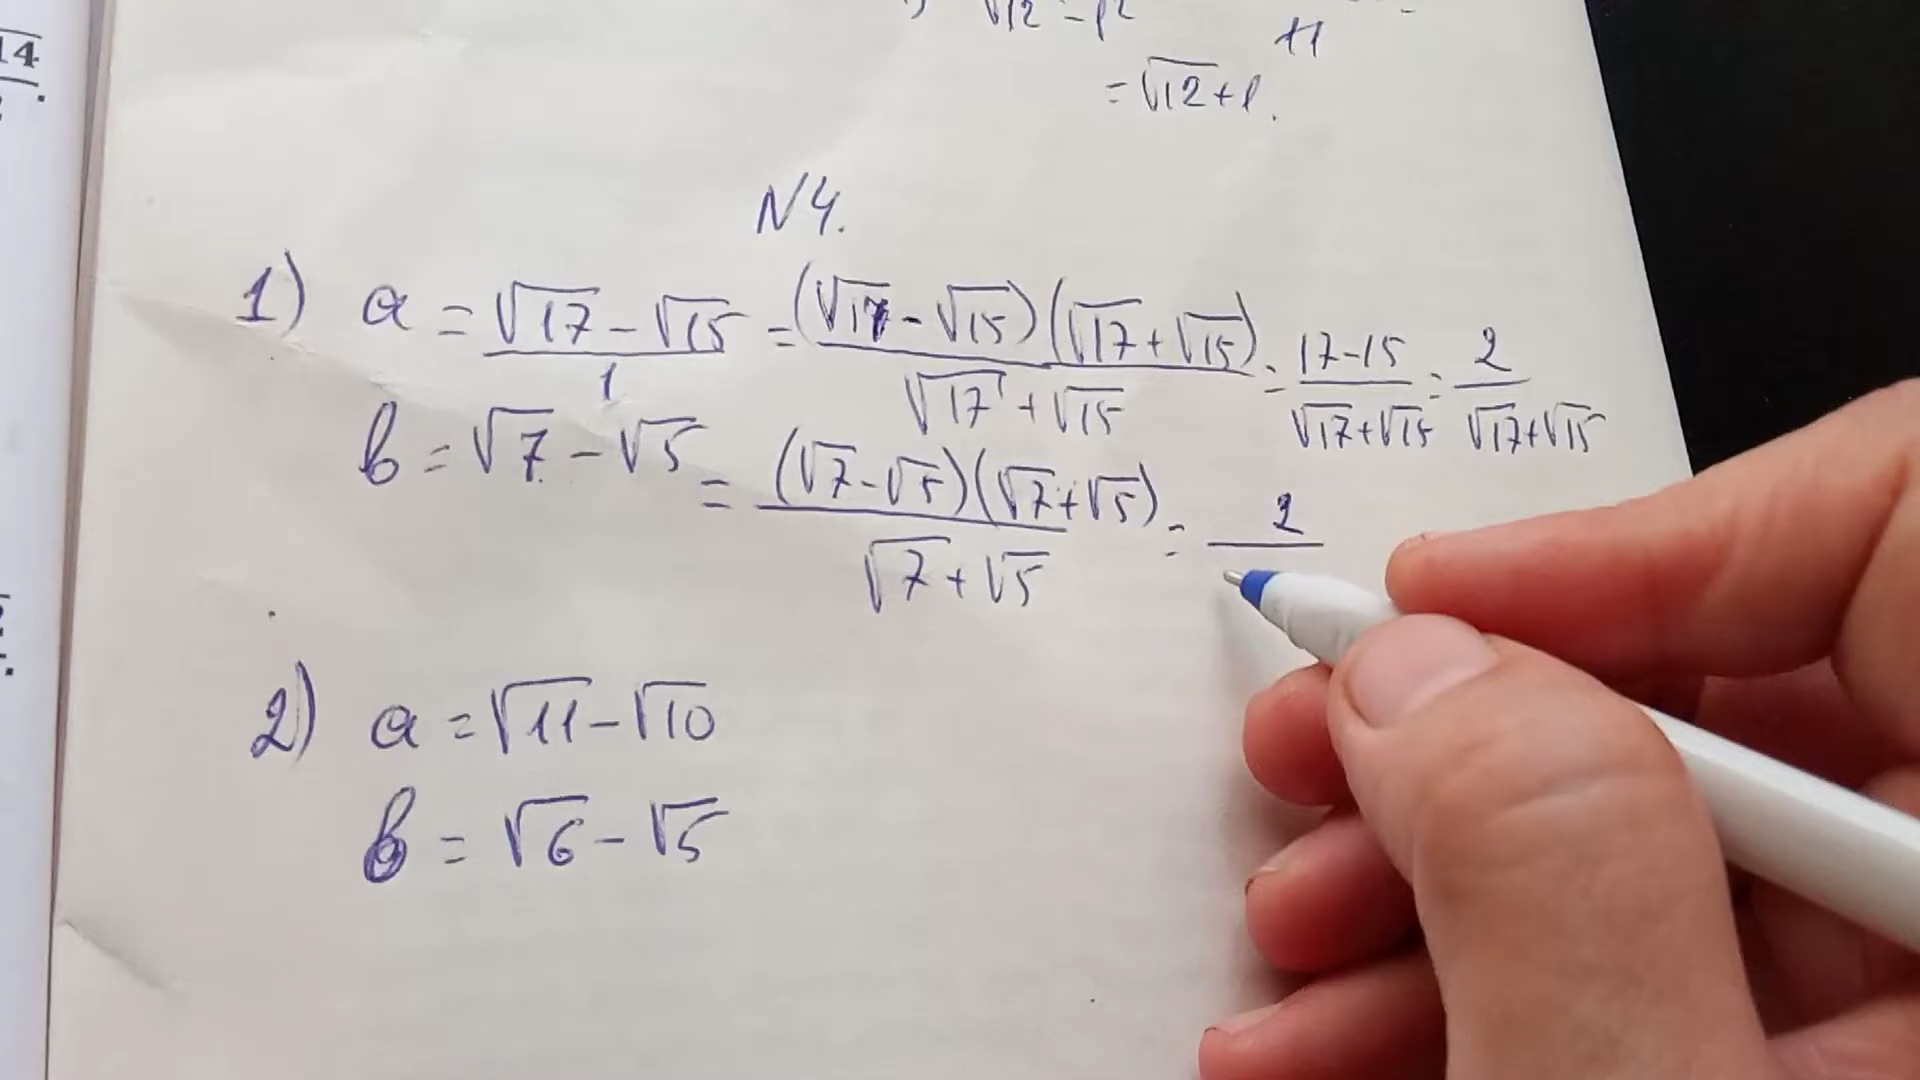 = √12+1.
N4.
1) a = (√17 - √15)/1 = (√17 - √15)(√17 + √15)/(√17 + √15) = (17-15)/(√17+√15) = 2/(√17+√15)
b = √7 - √5 = (√7-√5)(√7+√5)/(√7+√5) = 2/
2) a = √11 - √10
b = √6 - √5
14